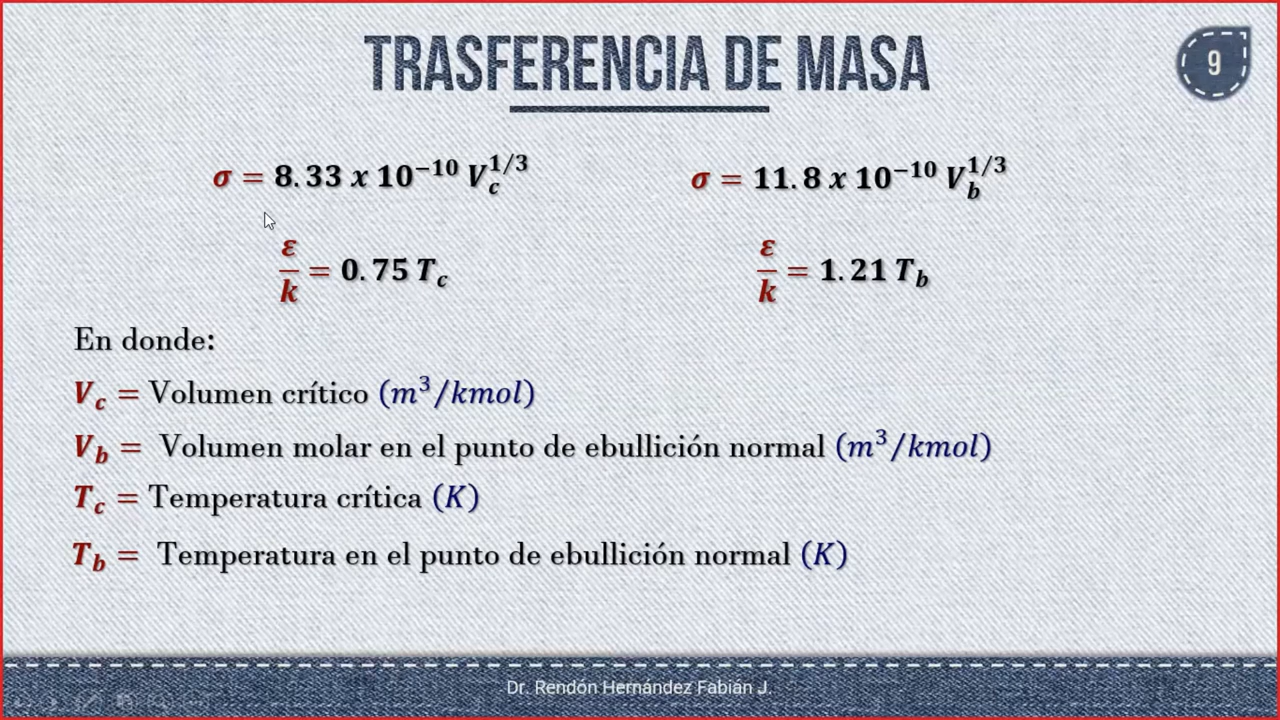 TRASFERENCIA DE MASA
9
σ = 8.33 x 10⁻¹⁰ V_c^{1/3}
σ = 11.8 x 10⁻¹⁰ V_b^{1/3}
ε/k = 0.75 T_c
ε/k = 1.21 T_b
En donde:
V_c = Volumen crítico (m³/kmol)
V_b = Volumen molar en el punto de ebullición normal (m³/kmol)
T_c = Temperatura crítica (K)
T_b = Temperatura en el punto de ebullición normal (K)
Dr. Rendón Hernández Fabián J.